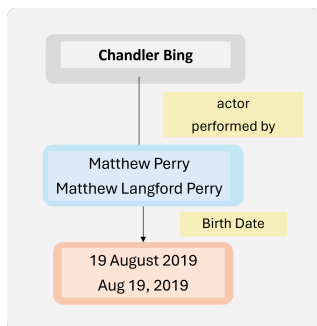 Chandler Bing
actor
performed by
Matthew Perry
Matthew Langford Perry
Birth Date
19 August 2019
Aug 19, 2019